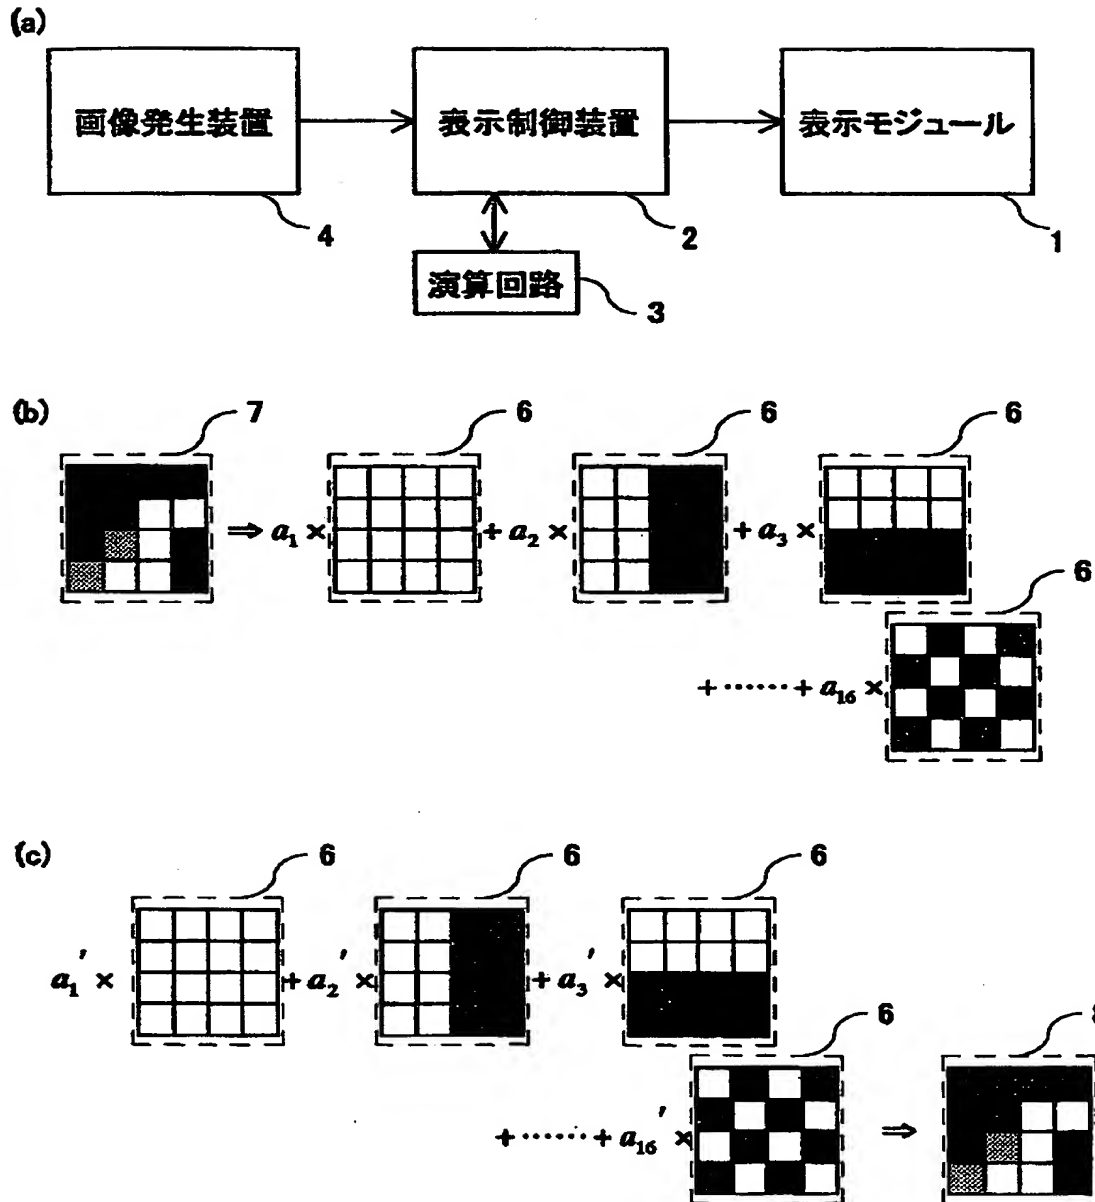 (a)
画像発生装置 表示制御装置 表示モジュール
4 2 1
演算回路
3
(b)
7 6 6 6
⇒ a₁ × + a₂ × + a₃ ×
6
+ ⋯⋯ + a₁₆ ×
(c)
6 6 6
a₁′ × + a₂′ × + a₃′ ×
6
+ ⋯⋯ + a₁₆′ × ⇒